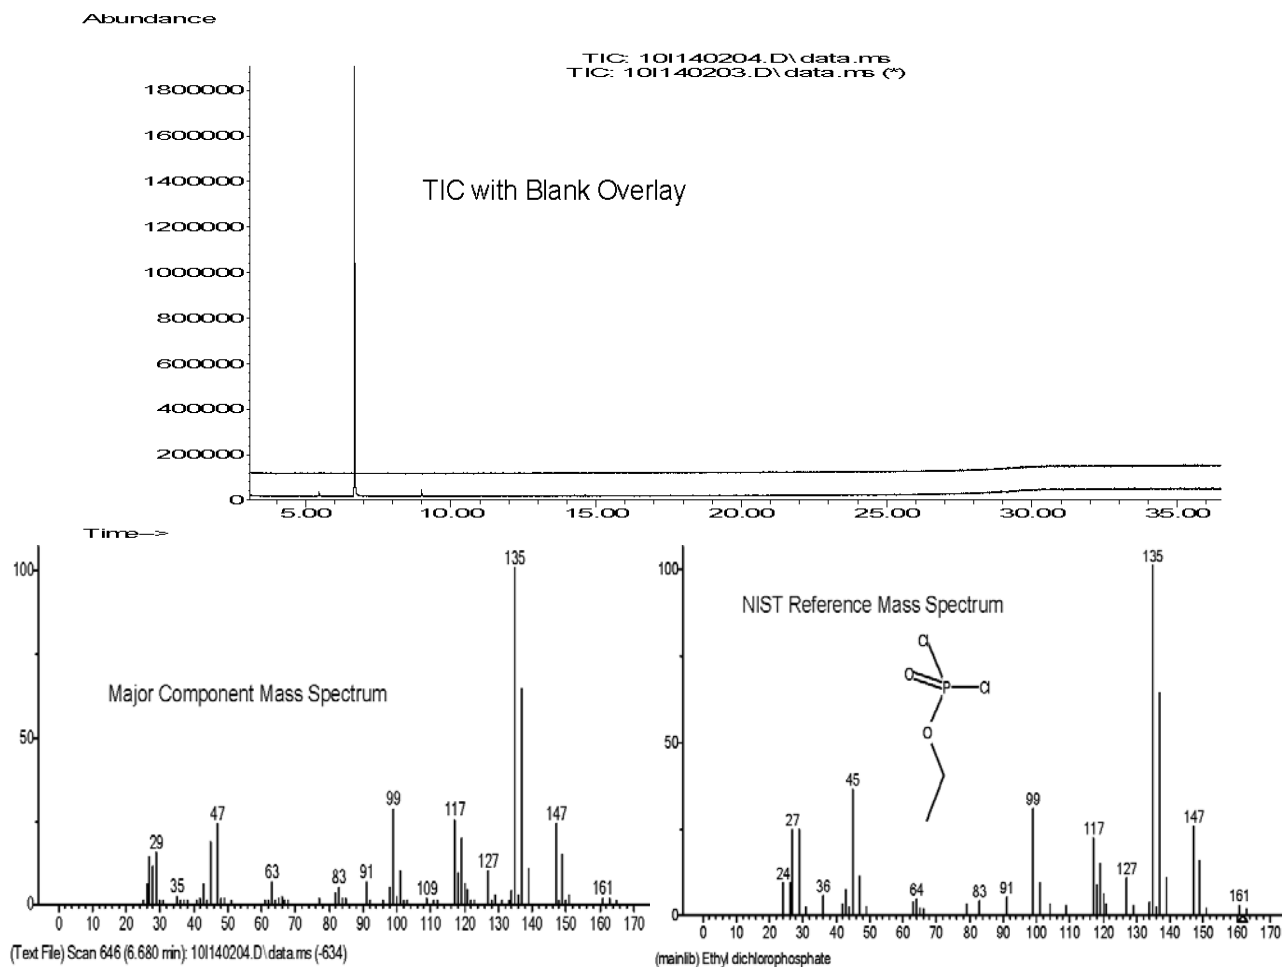 Abundance
TIC: 10I140204.D\data.ms
TIC: 10I140203.D\data.ms (*)
1800000
1600000
1400000
1200000
1000000
800000
600000
400000
200000
0
TIC with Blank Overlay
5.00 10.00 15.00 20.00 25.00 30.00 35.00
Time-->
100
50
0
Major Component Mass Spectrum
29
35
47
63
83
91
99
109
117
127
135
147
161
0 10 20 30 40 50 60 70 80 90 100 110 120 130 140 150 160 170
(Text File) Scan 646 (6.680 min): 10I140204.D\data.ms (-634)
100
50
0
NIST Reference Mass Spectrum
Cl
O
P
Cl
O
24
27
36
45
64
83
91
99
117
127
135
147
161
0 10 20 30 40 50 60 70 80 90 100 110 120 130 140 150 160 170
(mainlib) Ethyl dichlorophosphate